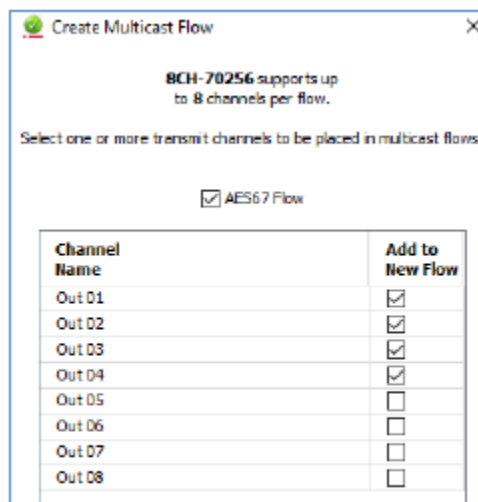 Create Multicast Flow
8CH-70256 supports up
to 8 channels per flow.
Select one or more transmit channels to be placed in multicast flows
AES67 Flow
Channel Name Add to New Flow
Out 01
Out 02
Out 03
Out 04
Out 05
Out 06
Out 07
Out 08